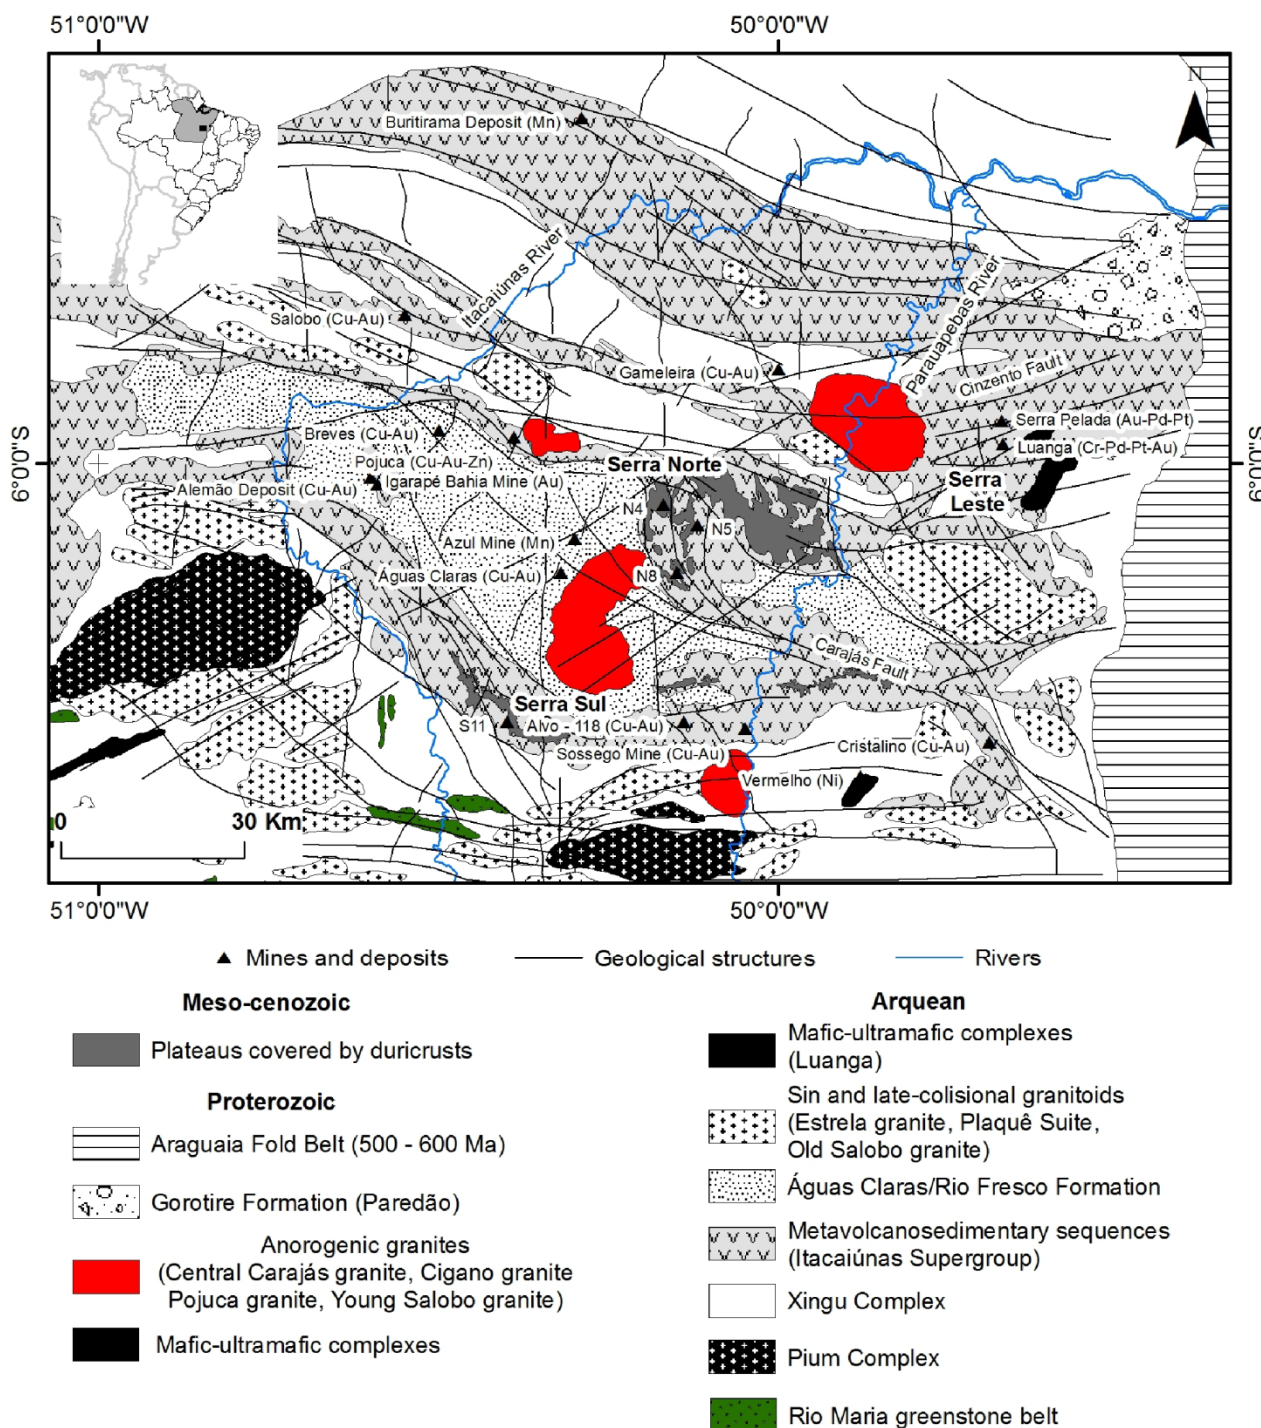 51°0'0"W 50°0'0"W
N
Buritirama Deposit (Mn)
Itacaiúnas River
Parauapebas River
Salobo (Cu-Au)
Gameleira (Cu-Au)
Cinzento Fault
Serra Pelada (Au-Pd-Pt)
Breves (Cu-Au)
Luanga (Cr-Pd-Pt-Au)
6°0'0"S
6°0'0"S
Pojuca (Cu-Au-Zn)
Serra Norte
Igarapé Bahia Mine (Au)
Serra
Leste
Alemão Deposit (Cu-Au)
N4
N5
Azul Mine (Mn)
Águas Claras (Cu-Au)
N8
Carajás Fault
Serra Sul
S11
Alvo - 118 (Cu-Au)
Sossego Mine (Cu-Au)
Cristalino (Cu-Au)
Vermelho (Ni)
0 30 Km
51°0'0"W 50°0'0"W
Mines and deposits Geological structures Rivers
Meso-cenozoic
Plateaus covered by duricrusts
Proterozoic
Araguaia Fold Belt (500 - 600 Ma)
Gorotire Formation (Paredão)
Anorogenic granites
(Central Carajás granite, Cigano granite
Pojuca granite, Young Salobo granite)
Mafic-ultramafic complexes
Arquean
Mafic-ultramafic complexes
(Luanga)
Sin and late-colisional granitoids
(Estrela granite, Plaquê Suite,
Old Salobo granite)
Águas Claras/Rio Fresco Formation
Metavolcanosedimentary sequences
(Itacaiúnas Supergroup)
Xingu Complex
Pium Complex
Rio Maria greenstone belt